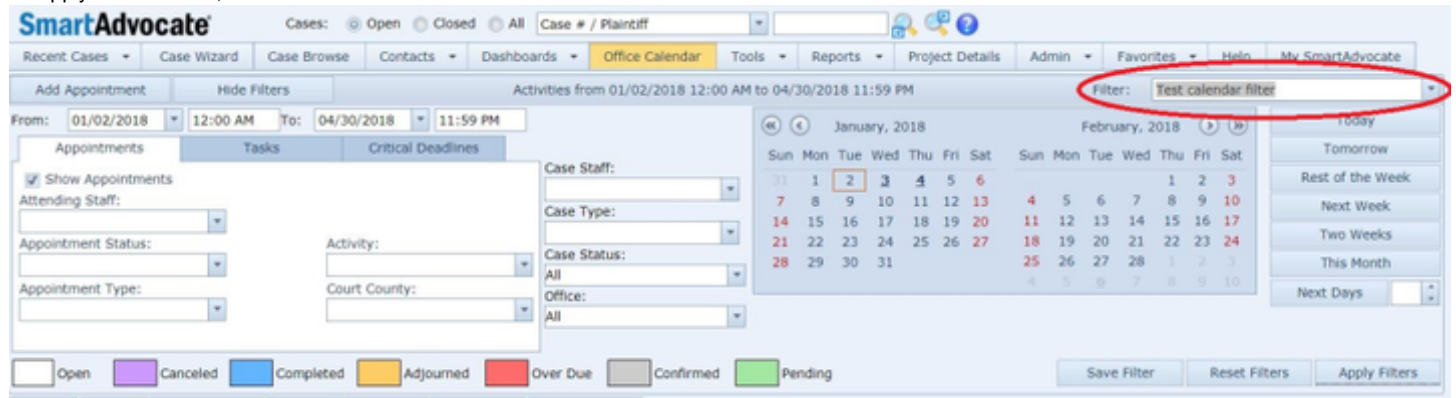 SmartAdvocate Cases: Open Closed All Case # / Plaintiff
Recent Cases Case Wizard Case Browse Contacts Dashboards Office Calendar Tools Reports Project Details Admin Favorites Help My SmartAdvocate
Add Appointment Hide Filters Activities from 01/02/2018 12:00 AM to 04/30/2018 11:59 PM Filter: Test calendar filter
From: 01/02/2018 12:00 AM To: 04/30/2018 11:59 PM
Appointments Tasks Critical Deadlines
Show Appointments
Attending Staff:
Appointment Status: Activity:
Appointment Type: Court County:
Case Staff:
Case Type:
Case Status:
All
Office:
All
January, 2018
Sun Mon Tue Wed Thu Fri Sat
31 1 2 3 4 5 6
7 8 9 10 11 12 13
14 15 16 17 18 19 20
21 22 23 24 25 26 27
28 29 30 31
February, 2018
Sun Mon Tue Wed Thu Fri Sat
1 2 3
4 5 6 7 8 9 10
11 12 13 14 15 16 17
18 19 20 21 22 23 24
25 26 27 28 1 2 3
4 5 6 7 8 9 10
Today
Tomorrow
Rest of the Week
Next Week
Two Weeks
This Month
Next Days
Open Canceled Completed Adjourned Over Due Confirmed Pending Save Filter Reset Filters Apply Filters